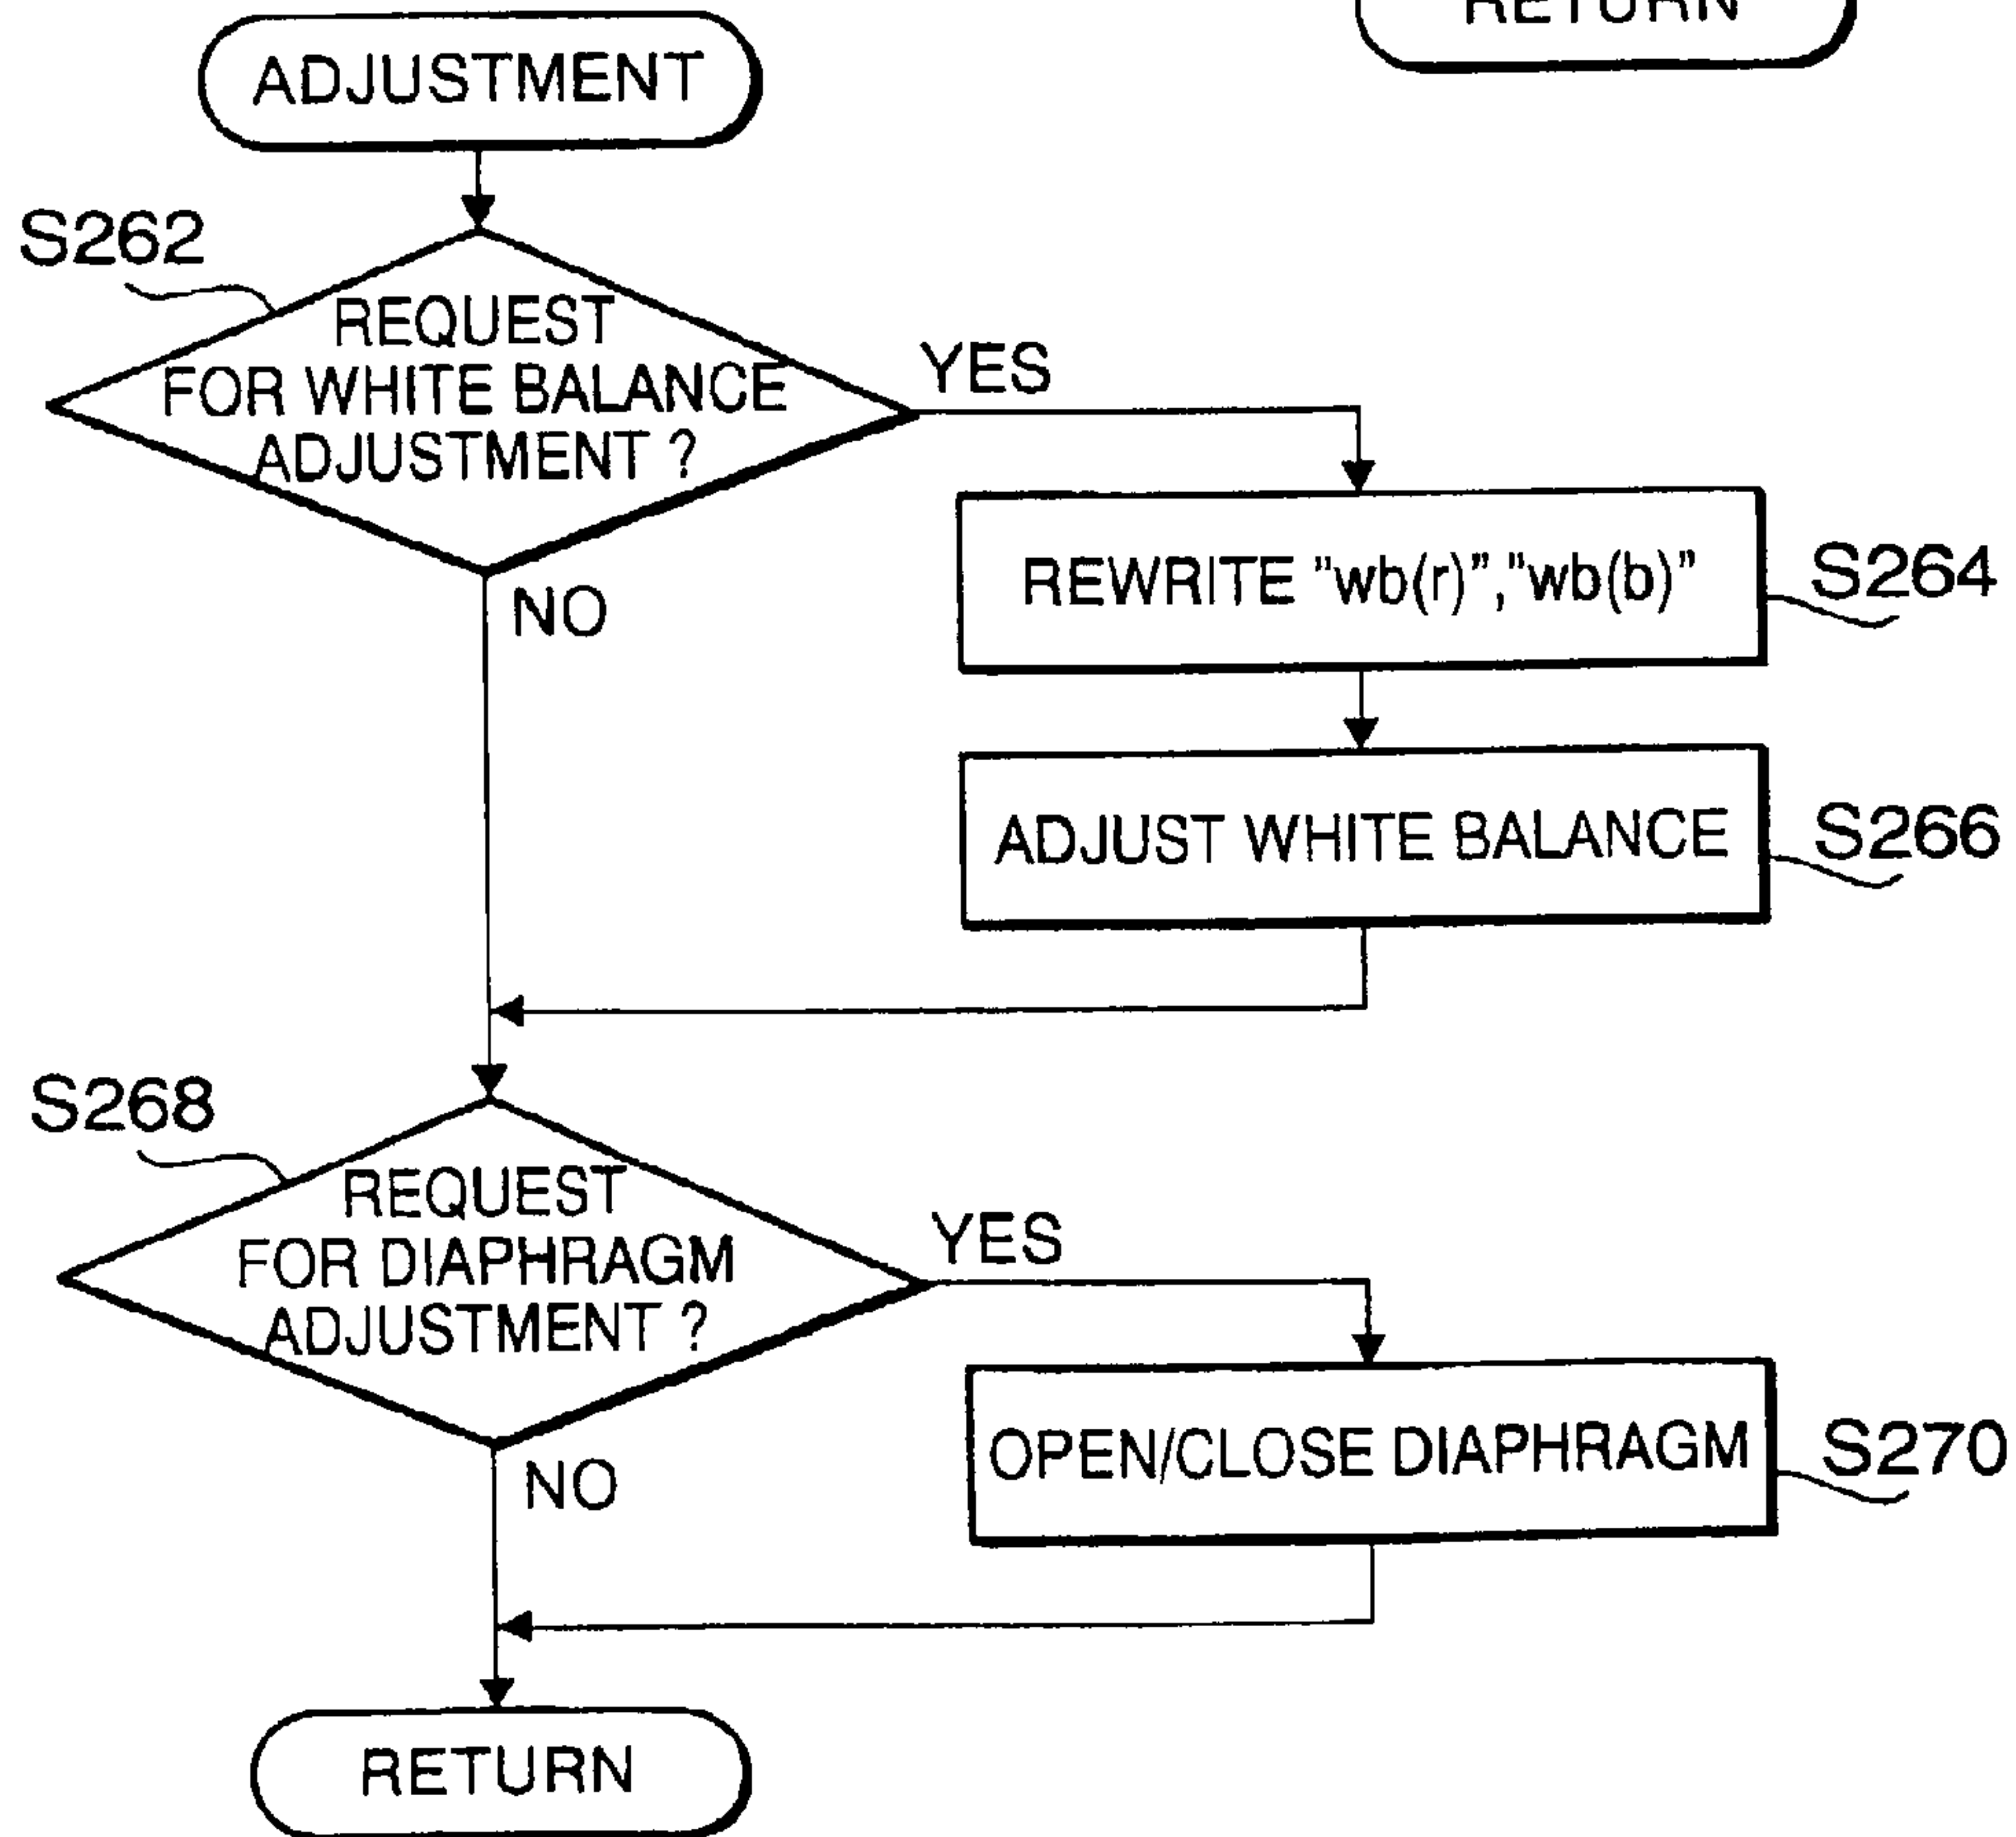 RETURN
ADJUSTMENT
S262
REQUEST
FOR WHITE BALANCE
ADJUSTMENT ?
YES
NO
REWRITE "wb(r)","wb(b)"
S264
ADJUST WHITE BALANCE
S266
S268
REQUEST
FOR DIAPHRAGM
ADJUSTMENT ?
YES
NO
OPEN/CLOSE DIAPHRAGM
S270
RETURN